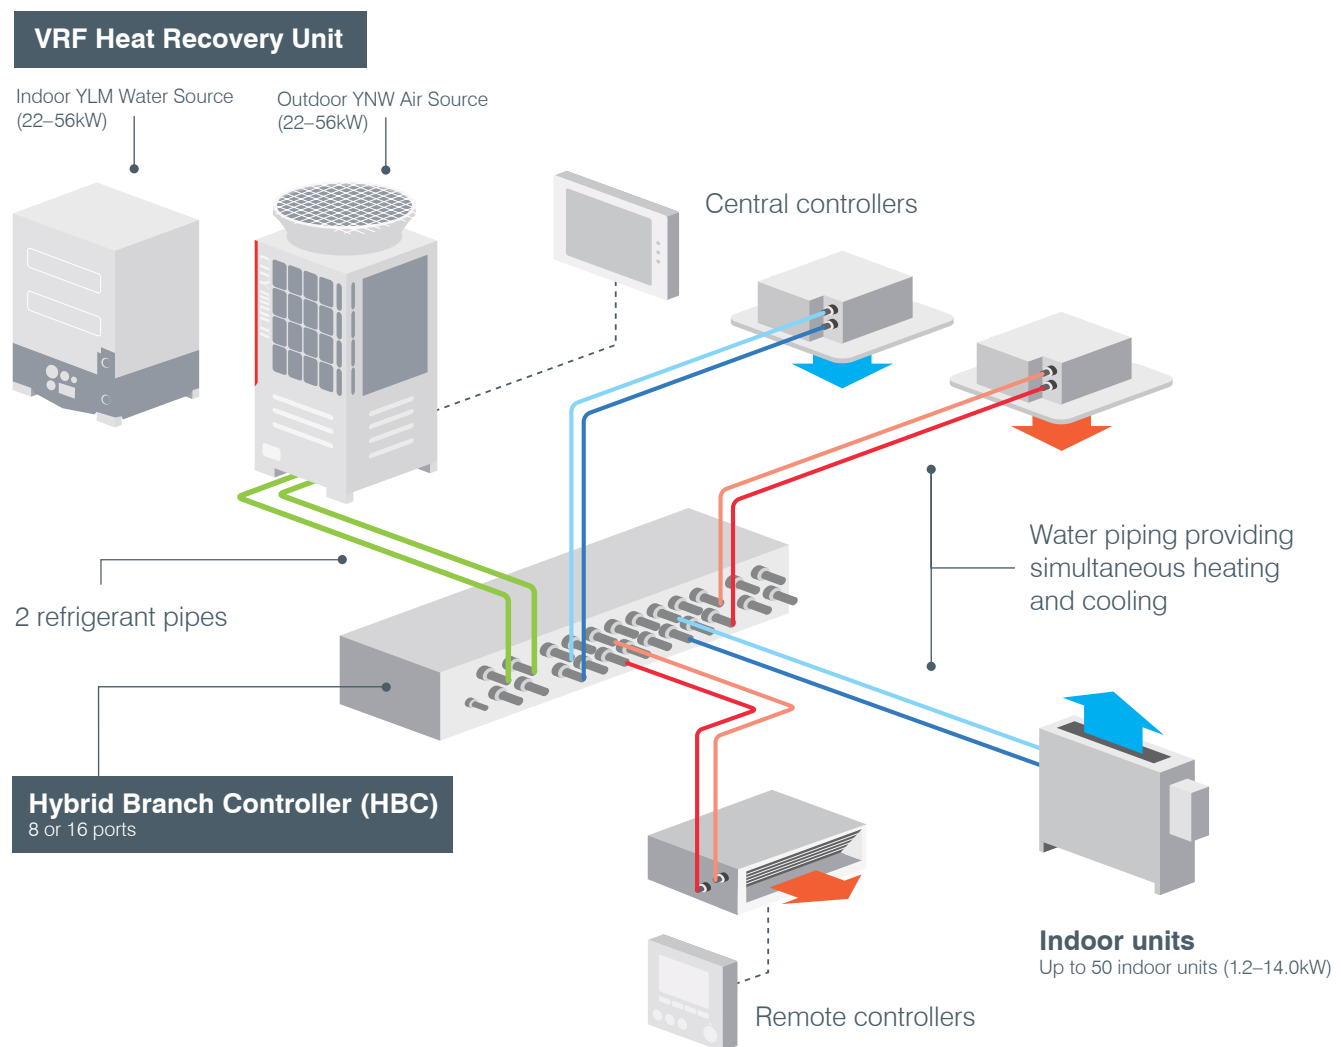 VRF Heat Recovery Unit
Indoor YLM Water Source
(22–56kW)
Outdoor YNW Air Source
(22–56kW)
Central controllers
Water piping providing
simultaneous heating
and cooling
2 refrigerant pipes
Hybrid Branch Controller (HBC)
8 or 16 ports
Indoor units
Up to 50 indoor units (1.2–14.0kW)
Remote controllers